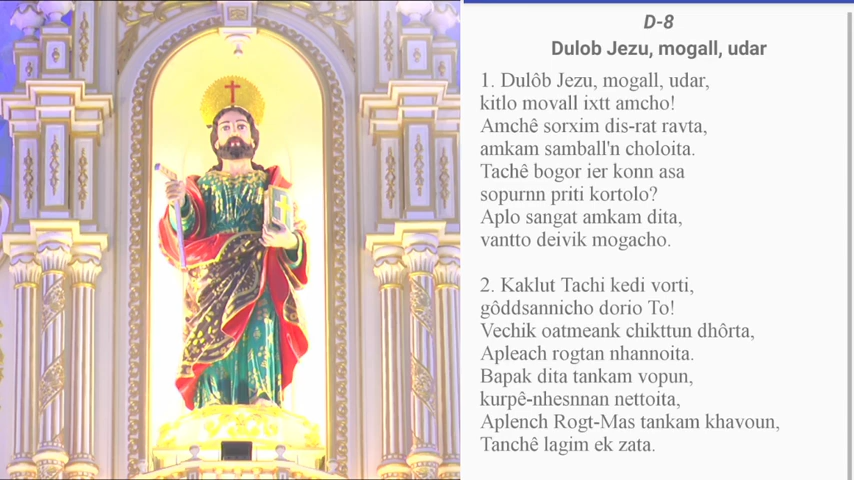 D-8
Dulob Jezu, mogall, udar
1. Dulôb Jezu, mogall, udar,
kitlo movall ixtt amcho!
Amchê sorxim dis-rat ravta,
amkam samball'n choloita.
Tachê bogor ier konn asa
sopurnn priti kortolo?
Aplo sangat amkam dita,
vantto deivik mogacho.
2. Kaklut Tachi kedi vorti,
gôddsannicho dorio To!
Vechik oatmeank chikttun dhôrta,
Apleach rogtan nhannoita.
Bapak dita tankam vopun,
kurpê-nhesnnan nettoita,
Aplench Rogt-Mas tankam khavoun,
Tanchê lagim ek zata.